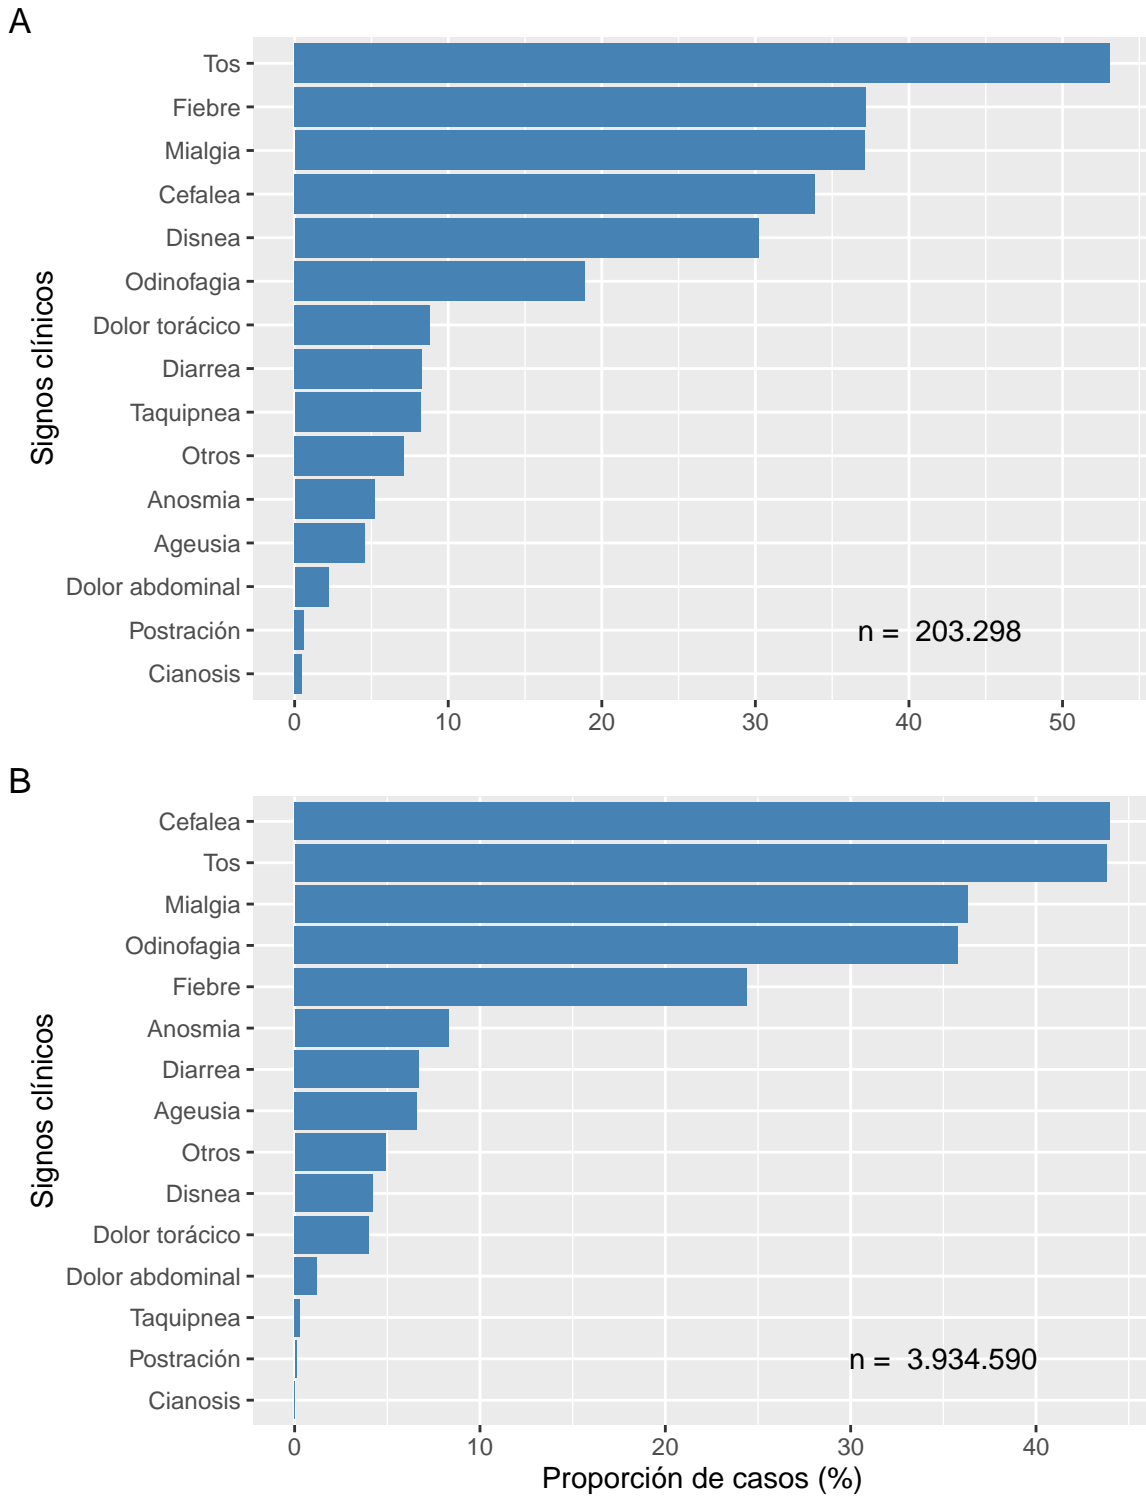 A
Signos clínicos
Tos
Fiebre
Mialgia
Cefalea
Disnea
Odinofagia
Dolor torácico
Diarrea
Taquipnea
Otros
Anosmia
Ageusia
Dolor abdominal
Postración
Cianosis
n = 203.298
0 10 20 30 40 50
B
Signos clínicos
Cefalea
Tos
Mialgia
Odinofagia
Fiebre
Anosmia
Diarrea
Ageusia
Otros
Disnea
Dolor torácico
Dolor abdominal
Taquipnea
Postración
Cianosis
n = 3.934.590
0 10 20 30 40
Proporción de casos (%)